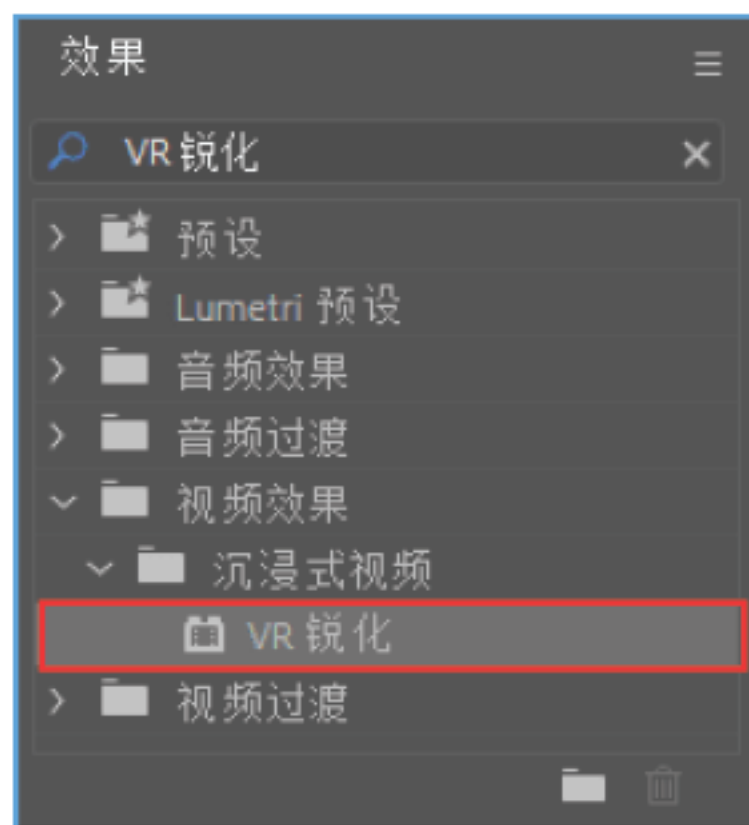 效果
VR 锐化
预设
Lumetri 预设
音频效果
音频过渡
视频效果
沉浸式视频
VR 锐化
视频过渡